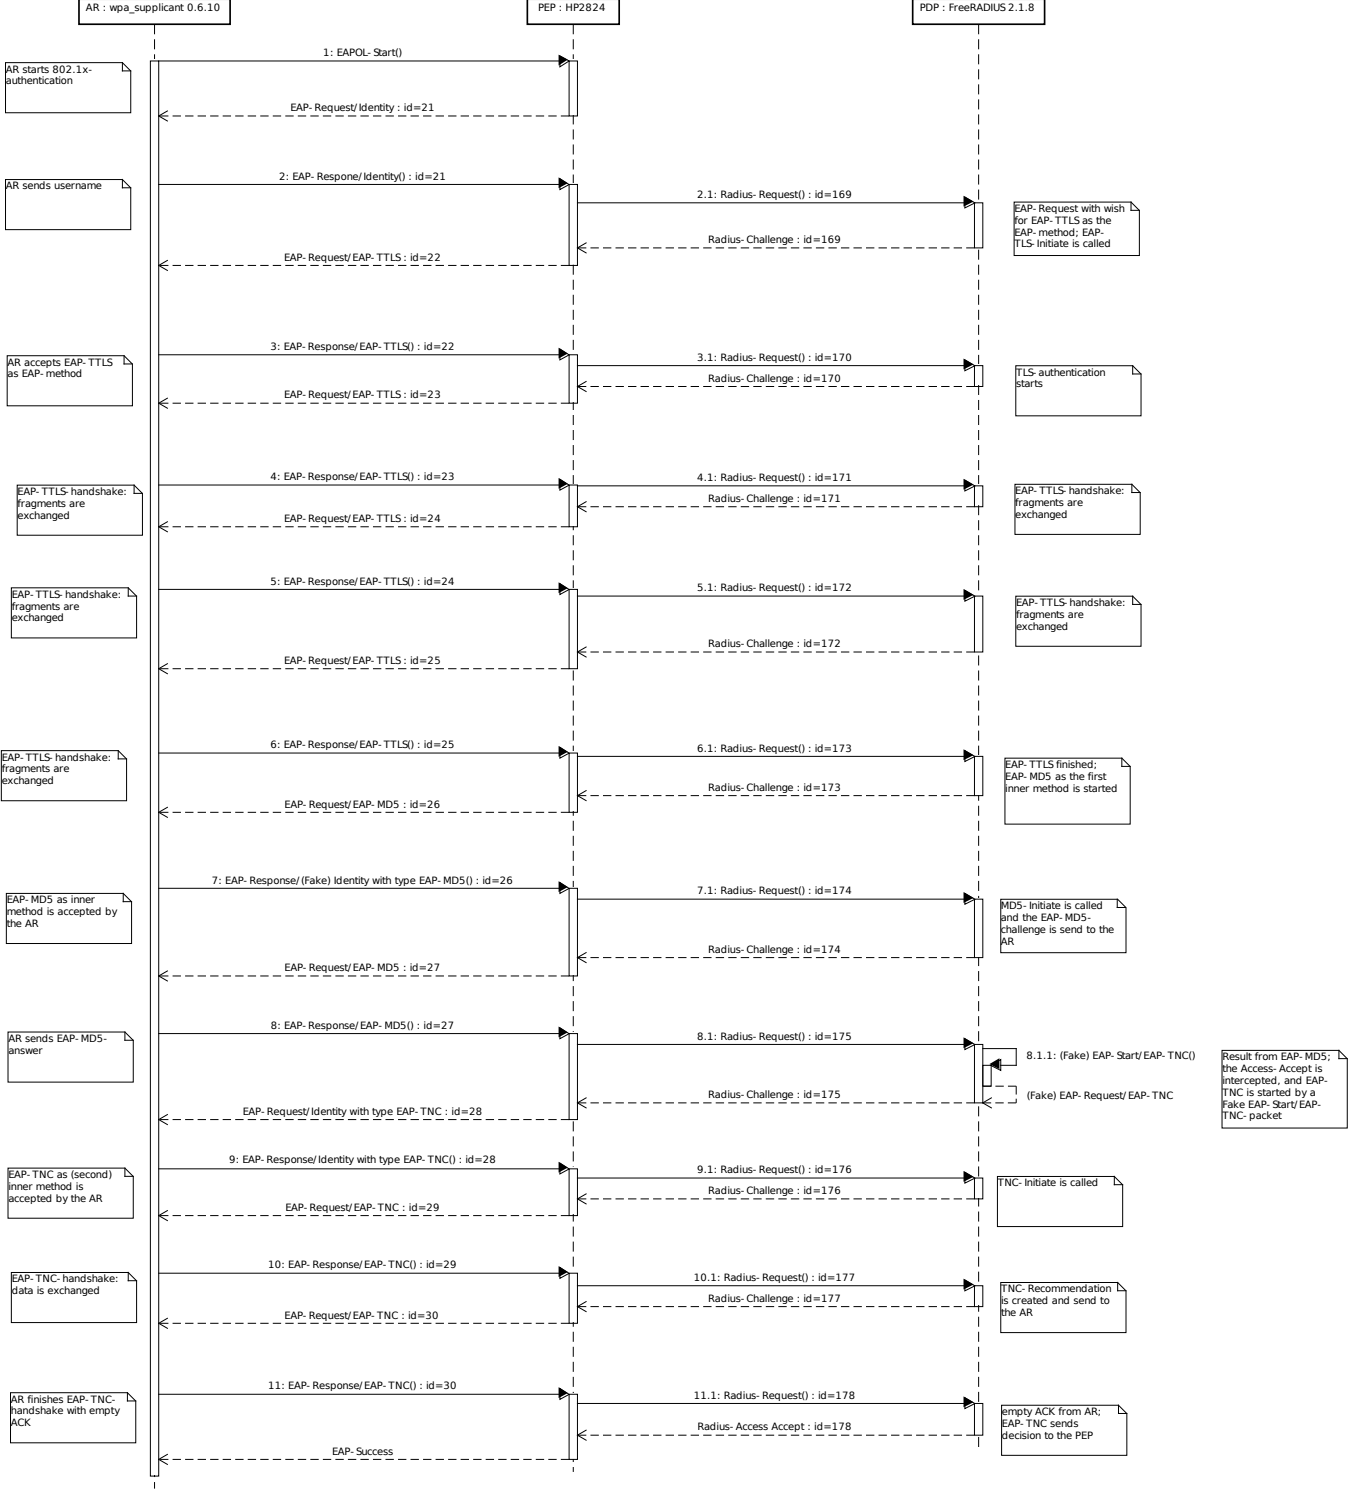 AR : wpa_supplicant 0.6.10
PEP : HP2824
PDP : FreeRADIUS 2.1.8
1: EAPOL-Start()
AR starts 802.1x-
authentication
EAP-Request/Identity : id=21
2: EAP-Respone/Identity() : id=21
AR sends username
2.1: Radius-Request() : id=169
EAP-Request with wish
for EAP-TTLS as the
EAP-method; EAP-
TLS-Initiate is called
Radius-Challenge : id=169
EAP-Request/EAP-TTLS : id=22
3: EAP-Response/EAP-TTLS() : id=22
AR accepts EAP-TTLS
as EAP-method
3.1: Radius-Request() : id=170
Radius-Challenge : id=170
TLS-authentication
starts
EAP-Request/EAP-TTLS : id=23
4: EAP-Response/EAP-TTLS() : id=23
EAP-TTLS-handshake:
fragments are
exchanged
4.1: Radius-Request() : id=171
Radius-Challenge : id=171
EAP-TTLS-handshake:
fragments are
exchanged
EAP-Request/EAP-TTLS : id=24
5: EAP-Response/EAP-TTLS() : id=24
EAP-TTLS-handshake:
fragments are
exchanged
5.1: Radius-Request() : id=172
EAP-TTLS-handshake:
fragments are
exchanged
Radius-Challenge : id=172
EAP-Request/EAP-TTLS : id=25
6: EAP-Response/EAP-TTLS() : id=25
EAP-TTLS-handshake:
fragments are
exchanged
6.1: Radius-Request() : id=173
EAP-TTLS finished;
EAP-MD5 as the first
inner method is started
Radius-Challenge : id=173
EAP-Request/EAP-MD5 : id=26
7: EAP-Response/(Fake) Identity with type EAP-MD5() : id=26
EAP-MD5 as inner
method is accepted by
the AR
7.1: Radius-Request() : id=174
MD5-Initiate is called
and the EAP-MD5-
challenge is send to the
AR
Radius-Challenge : id=174
EAP-Request/EAP-MD5 : id=27
8: EAP-Response/EAP-MD5() : id=27
AR sends EAP-MD5-
answer
8.1: Radius-Request() : id=175
8.1.1: (Fake) EAP-Start/EAP-TNC()
Result from EAP-MD5;
the Access-Accept is
intercepted, and EAP-
TNC is started by a
Fake EAP-Start/EAP-
TNC-packet
Radius-Challenge : id=175
(Fake) EAP-Request/EAP-TNC
EAP-Request/Identity with type EAP-TNC : id=28
9: EAP-Response/Identity with type EAP-TNC() : id=28
EAP-TNC as (second)
inner method is
accepted by the AR
9.1: Radius-Request() : id=176
Radius-Challenge : id=176
TNC-Initiate is called
EAP-Request/EAP-TNC : id=29
10: EAP-Response/EAP-TNC() : id=29
EAP-TNC-handshake:
data is exchanged
10.1: Radius-Request() : id=177
Radius-Challenge : id=177
TNC-Recommendation
is created and send to
the AR
EAP-Request/EAP-TNC : id=30
11: EAP-Response/EAP-TNC() : id=30
AR finishes EAP-TNC-
handshake with empty
ACK
11.1: Radius-Request() : id=178
Radius-Access Accept : id=178
empty ACK from AR;
EAP-TNC sends
decision to the PEP
EAP-Success